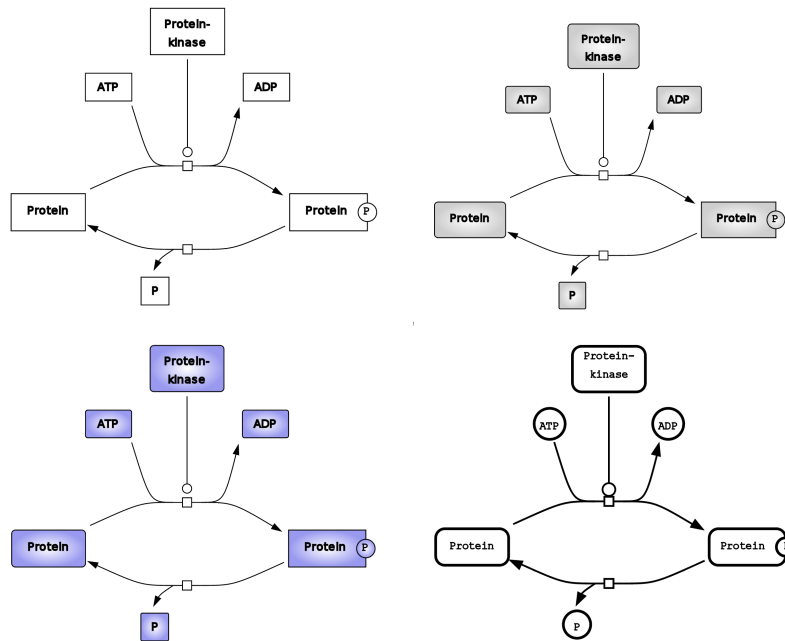 Protein-
kinase
ATP
ADP
Protein
Protein
P
P
Protein-
kinase
ATP
ADP
Protein
Protein
P
P
Protein-
kinase
ATP
ADP
Protein
Protein
P
P
Protein-
kinase
ATP
ADP
Protein
Protein
P